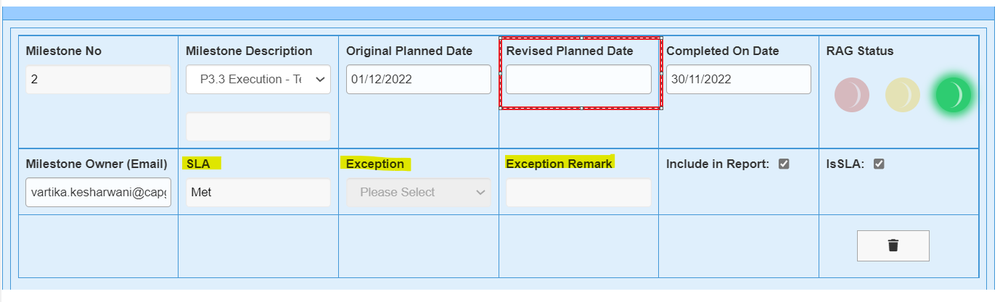 Milestone No
Milestone Description
Original Planned Date
Revised Planned Date
Completed On Date
RAG Status
2
P3.3 Execution - Te
01/12/2022
30/11/2022
Milestone Owner (Email)
SLA
Exception
Exception Remark
Include in Report:
IsSLA:
vartika.kesharwani@capg
Met
Please Select